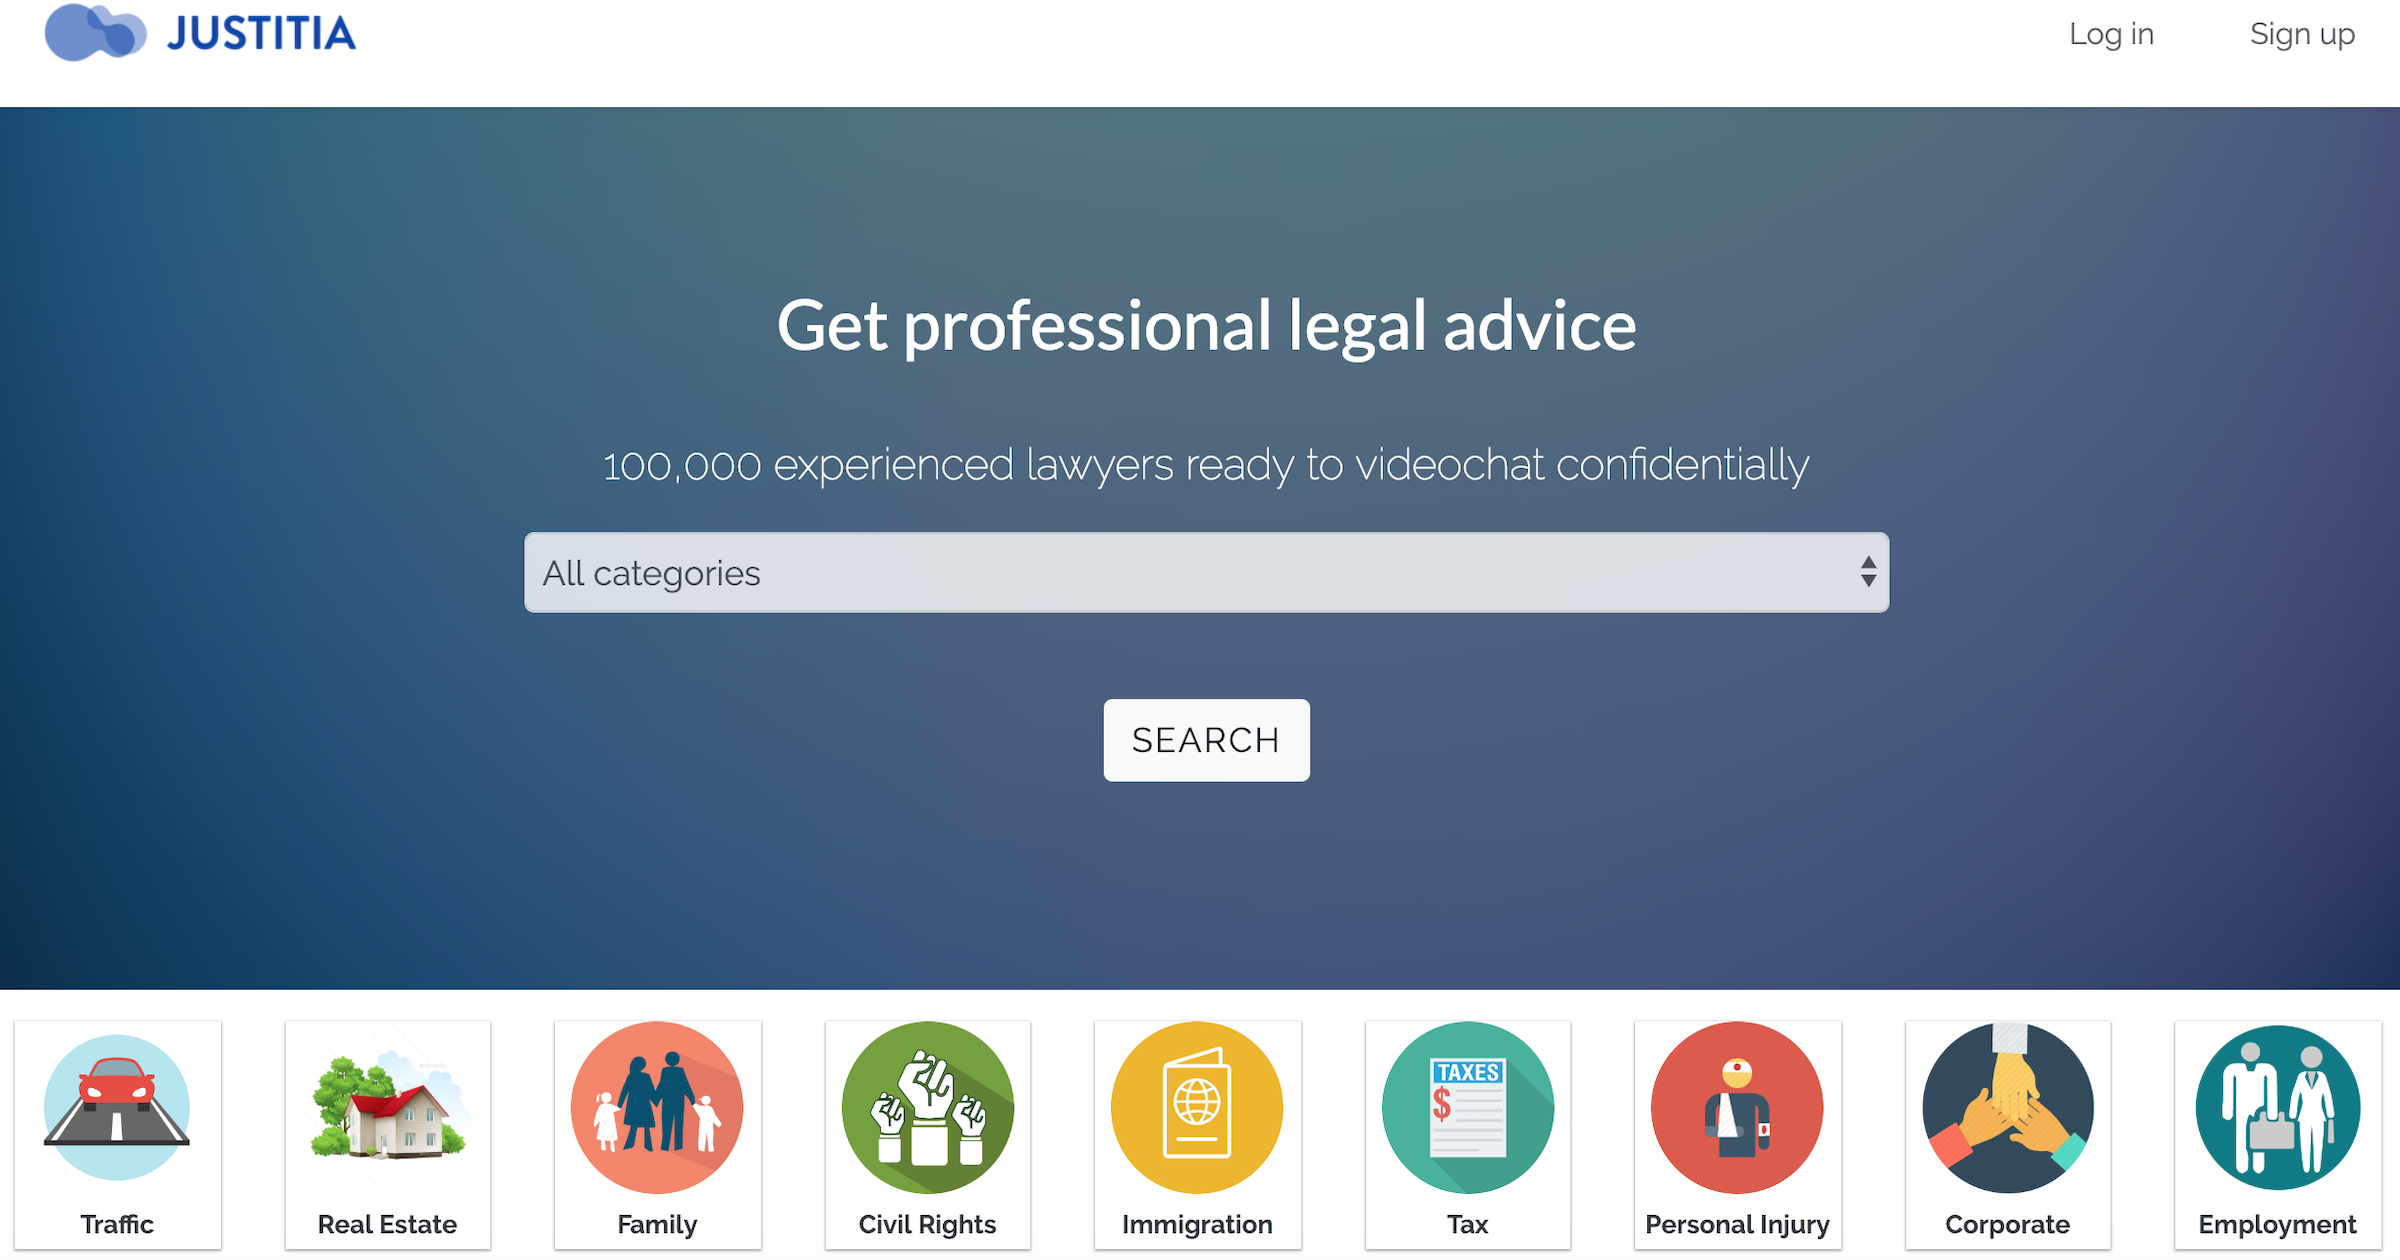 JUSTITIA
Log in
Sign up
Get professional legal advice
100,000 experienced lawyers ready to videochat confidentially
All categories
SEARCH
TAXES
$
Traffic
Real Estate
Family
Civil Rights
Immigration
Tax
Personal Injury
Corporate
Employment